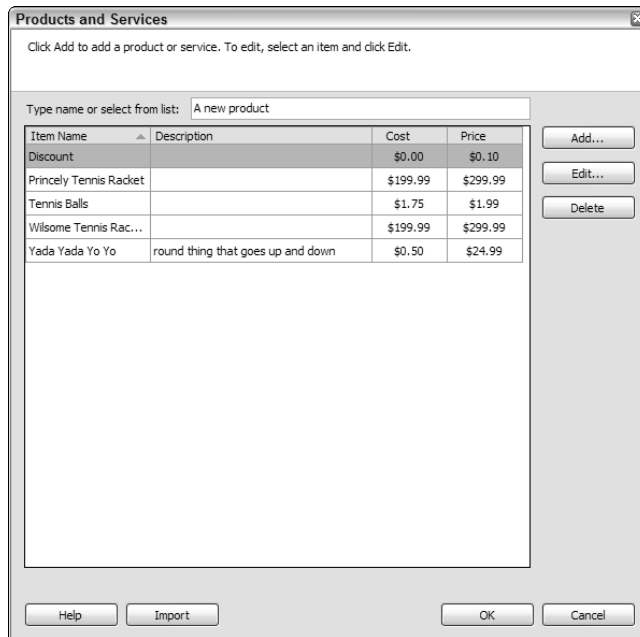 Products and Services
Click Add to add a product or service. To edit, select an item and click Edit.
Type name or select from list: A new product
Item Name Description Cost Price
Discount $0.00 $0.10
Princely Tennis Racket $199.99 $299.99
Tennis Balls $1.75 $1.99
Wilsome Tennis Rac... $199.99 $299.99
Yada Yada Yo Yo round thing that goes up and down $0.50 $24.99
Add...
Edit...
Delete
Help Import OK Cancel